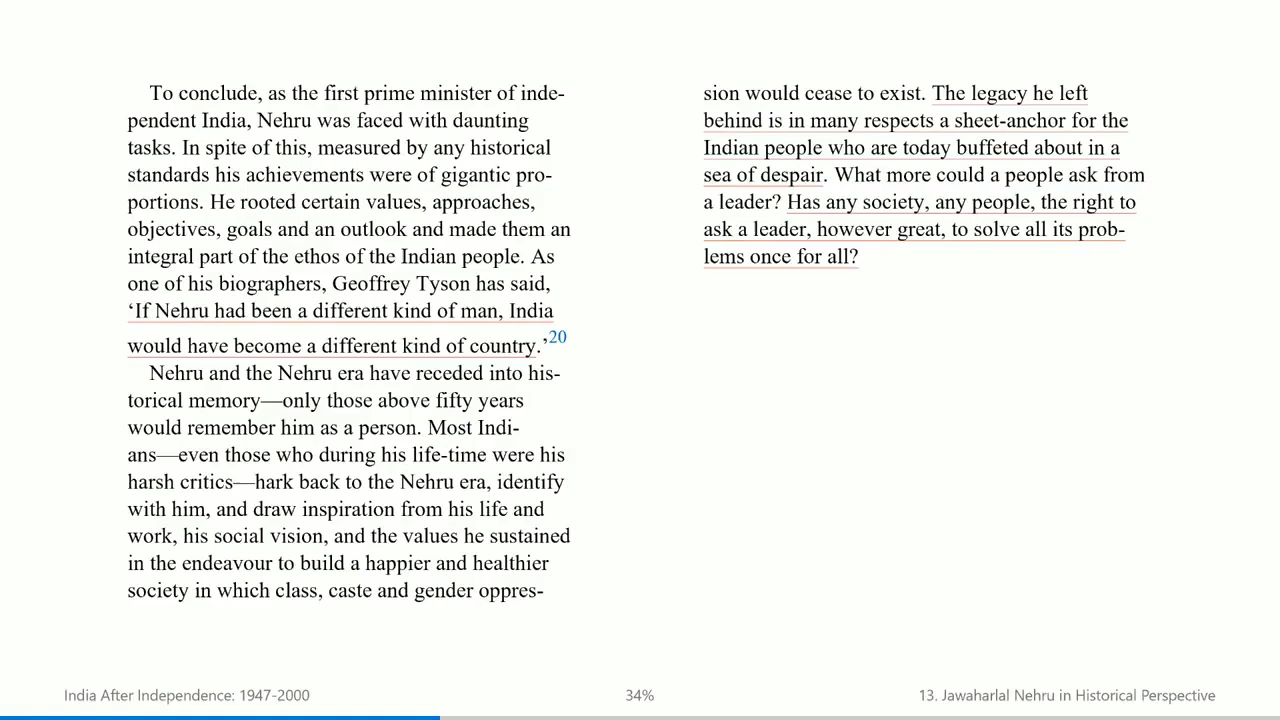 To conclude, as the first prime minister of inde-
pendent India, Nehru was faced with daunting
tasks. In spite of this, measured by any historical
standards his achievements were of gigantic pro-
portions. He rooted certain values, approaches,
objectives, goals and an outlook and made them an
integral part of the ethos of the Indian people. As
one of his biographers, Geoffrey Tyson has said,
‘If Nehru had been a different kind of man, India
would have become a different kind of country.’20
Nehru and the Nehru era have receded into his-
torical memory—only those above fifty years
would remember him as a person. Most Indi-
ans—even those who during his life-time were his
harsh critics—hark back to the Nehru era, identify
with him, and draw inspiration from his life and
work, his social vision, and the values he sustained
in the endeavour to build a happier and healthier
society in which class, caste and gender oppres-
sion would cease to exist. The legacy he left
behind is in many respects a sheet-anchor for the
Indian people who are today buffeted about in a
sea of despair. What more could a people ask from
a leader? Has any society, any people, the right to
ask a leader, however great, to solve all its prob-
lems once for all?
India After Independence: 1947-2000
34%
13. Jawaharlal Nehru in Historical Perspective